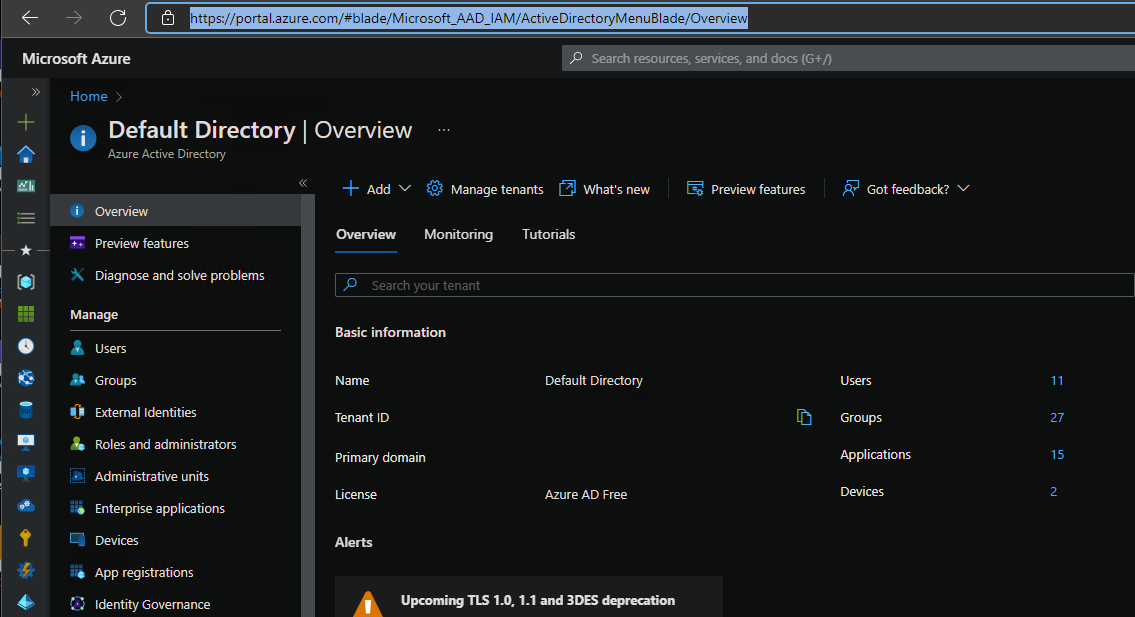 https://portal.azure.com/#blade/Microsoft_AAD_IAM/ActiveDirectoryMenuBlade/Overview
Microsoft Azure
Search resources, services, and docs (G+/)
Home
Default Directory | Overview ...
Azure Active Directory
Overview
Preview features
Diagnose and solve problems
Manage
Users
Groups
External Identities
Roles and administrators
Administrative units
Enterprise applications
Devices
App registrations
Identity Governance
Add
Manage tenants
What's new
Preview features
Got feedback?
Overview
Monitoring
Tutorials
Search your tenant
Basic information
Name Default Directory
Tenant ID
Primary domain
License Azure AD Free
Users 11
Groups 27
Applications 15
Devices 2
Alerts
Upcoming TLS 1.0, 1.1 and 3DES deprecation